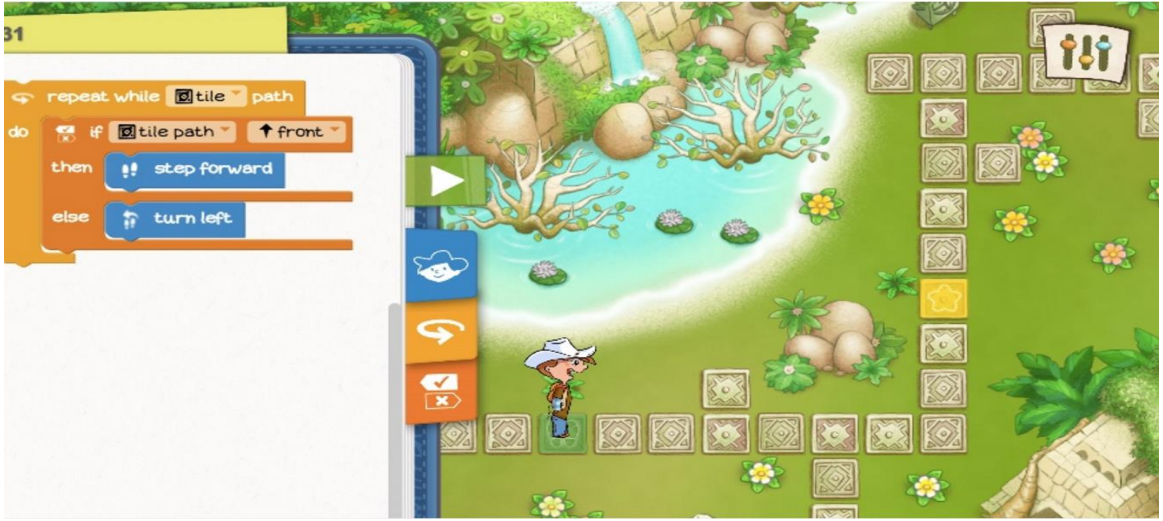 31
repeat while tile path
do if tile path front
then step forward
else turn left